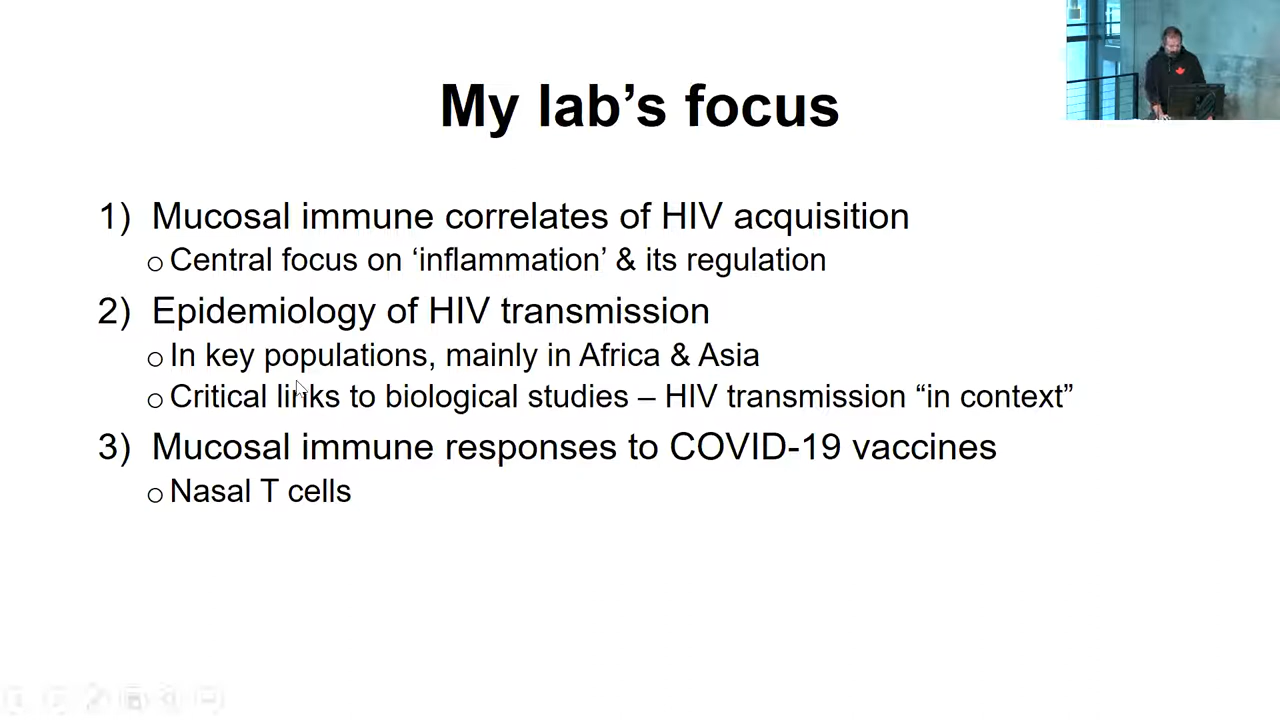 My lab’s focus
1) Mucosal immune correlates of HIV acquisition
o Central focus on ‘inflammation’ & its regulation
2) Epidemiology of HIV transmission
o In key populations, mainly in Africa & Asia
o Critical links to biological studies – HIV transmission “in context”
3) Mucosal immune responses to COVID-19 vaccines
o Nasal T cells